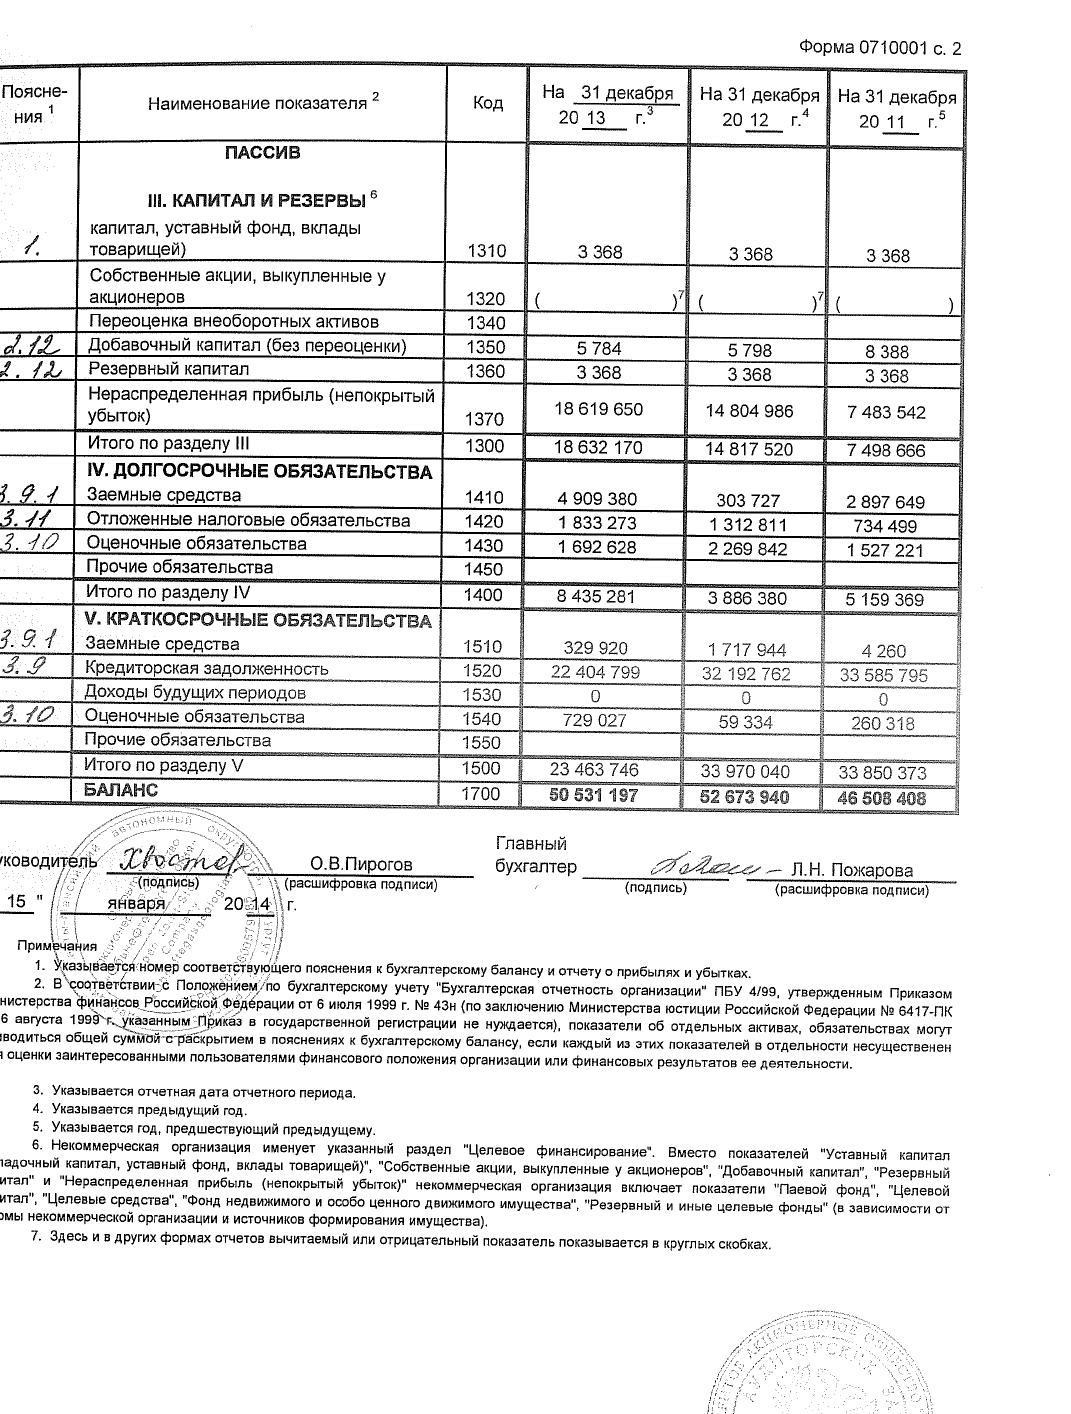 Форма 0710001 с. 2
Поясне-
ния 1
Наименование показателя 2
Код
На 31 декабря
20 13 г.3
На 31 декабря
20 12 г.4
На 31 декабря
20 11 г.5
ПАССИВ
III. КАПИТАЛ И РЕЗЕРВЫ 6
капитал, уставный фонд, вклады
1. товарищей) 1310 3 368 3 368 3 368
Собственные акции, выкупленные у
акционеров 1320 ( )7 ( )7 ( )
Переоценка внеоборотных активов 1340
2.12 Добавочный капитал (без переоценки) 1350 5 784 5 798 8 388
2.12 Резервный капитал 1360 3 368 3 368 3 368
Нераспределенная прибыль (непокрытый
убыток) 1370 18 619 650 14 804 986 7 483 542
Итого по разделу III 1300 18 632 170 14 817 520 7 498 666
IV. ДОЛГОСРОЧНЫЕ ОБЯЗАТЕЛЬСТВА
3.9.1 Заемные средства 1410 4 909 380 303 727 2 897 649
3.11 Отложенные налоговые обязательства 1420 1 833 273 1 312 811 734 499
3.10 Оценочные обязательства 1430 1 692 628 2 269 842 1 527 221
Прочие обязательства 1450
Итого по разделу IV 1400 8 435 281 3 886 380 5 159 369
V. КРАТКОСРОЧНЫЕ ОБЯЗАТЕЛЬСТВА
3.9.1 Заемные средства 1510 329 920 1 717 944 4 260
3.9 Кредиторская задолженность 1520 22 404 799 32 192 762 33 585 795
Доходы будущих периодов 1530 0 0 0
3.10 Оценочные обязательства 1540 729 027 59 334 260 318
Прочие обязательства 1550
Итого по разделу V 1500 23 463 746 33 970 040 33 850 373
БАЛАНС 1700 50 531 197 52 673 940 46 508 408
Главный
уководитель О.В.Пирогов бухгалтер Л.Н. Пожарова
(подпись) (расшифровка подписи) (подпись) (расшифровка подписи)
15 " января 20 14 г.
Примечания
1. Указывается номер соответствующего пояснения к бухгалтерскому балансу и отчету о прибылях и убытках.
2. В соответствии с Положением по бухгалтерскому учету "Бухгалтерская отчетность организации" ПБУ 4/99, утвержденным Приказом
нистерства финансов Российской Федерации от 6 июля 1999 г. № 43н (по заключению Министерства юстиции Российской Федерации № 6417-ПК
6 августа 1999 г. указанным Приказ в государственной регистрации не нуждается), показатели об отдельных активах, обязательствах могут
водиться общей суммой с раскрытием в пояснениях к бухгалтерскому балансу, если каждый из этих показателей в отдельности несущественен
я оценки заинтересованными пользователями финансового положения организации или финансовых результатов ее деятельности.
3. Указывается отчетная дата отчетного периода.
4. Указывается предыдущий год.
5. Указывается год, предшествующий предыдущему.
6. Некоммерческая организация именует указанный раздел "Целевое финансирование". Вместо показателей "Уставный капитал
ладочный капитал, уставный фонд, вклады товарищей)", "Собственные акции, выкупленные у акционеров", "Добавочный капитал", "Резервный
итал" и "Нераспределенная прибыль (непокрытый убыток)" некоммерческая организация включает показатели "Паевой фонд", "Целевой
итал", "Целевые средства", "Фонд недвижимого и особо ценного движимого имущества", "Резервный и иные целевые фонды" (в зависимости от
рмы некоммерческой организации и источников формирования имущества).
7. Здесь и в других формах отчетов вычитаемый или отрицательный показатель показывается в круглых скобках.
АКЦИОНЕРНОЕ ОБЩЕСТВО
АУДИТОРСКИХ